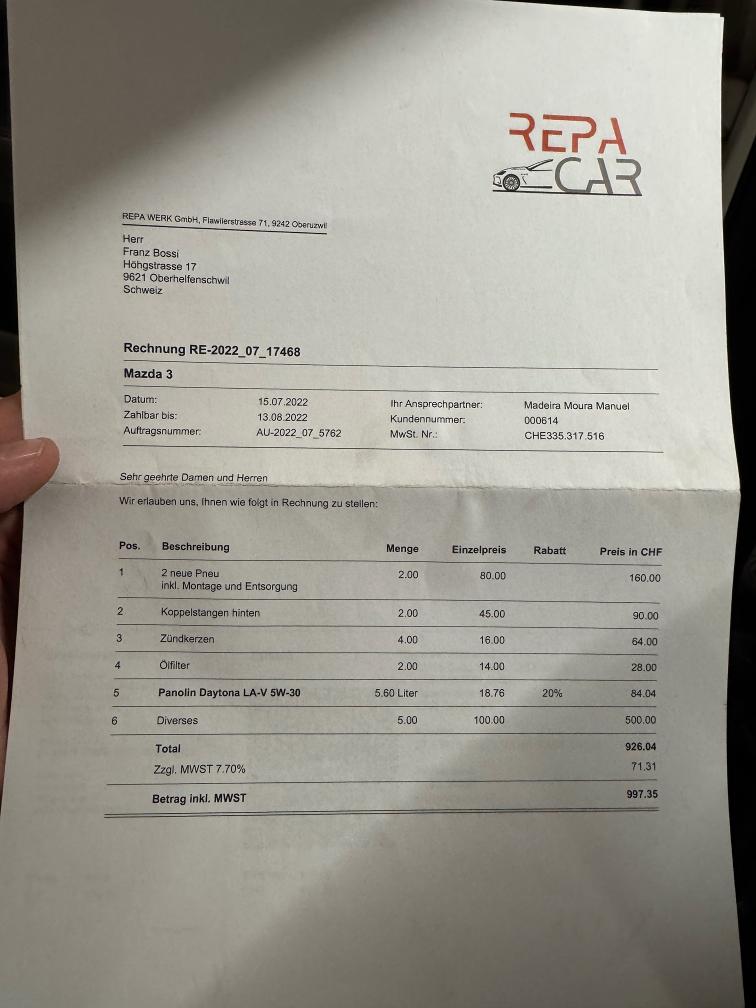 REPA
CAR
REPA WERK GmbH, Flawilerstrasse 71, 9242 Oberuzwil
Herr
Franz Bossi
Höhgstrasse 17
9621 Oberhelfenschwil
Schweiz
Rechnung RE-2022_07_17468
Mazda 3
Datum: 15.07.2022 Ihr Ansprechpartner: Madeira Moura Manuel
Zahlbar bis: 13.08.2022 Kundennummer: 000614
Auftragsnummer: AU-2022_07_5762 MwSt. Nr.: CHE335.317.516
Sehr geehrte Damen und Herren
Wir erlauben uns, Ihnen wie folgt in Rechnung zu stellen:
Pos. Beschreibung Menge Einzelpreis Rabatt Preis in CHF
1 2 neue Pneu 2.00 80.00 160.00
inkl. Montage und Entsorgung
2 Koppelstangen hinten 2.00 45.00 90.00
3 Zündkerzen 4.00 16.00 64.00
4 Ölfilter 2.00 14.00 28.00
5 Panolin Daytona LA-V 5W-30 5.60 Liter 18.76 20% 84.04
6 Diverses 5.00 100.00 500.00
Total 926.04
Zzgl. MWST 7.70% 71.31
Betrag inkl. MWST 997.35